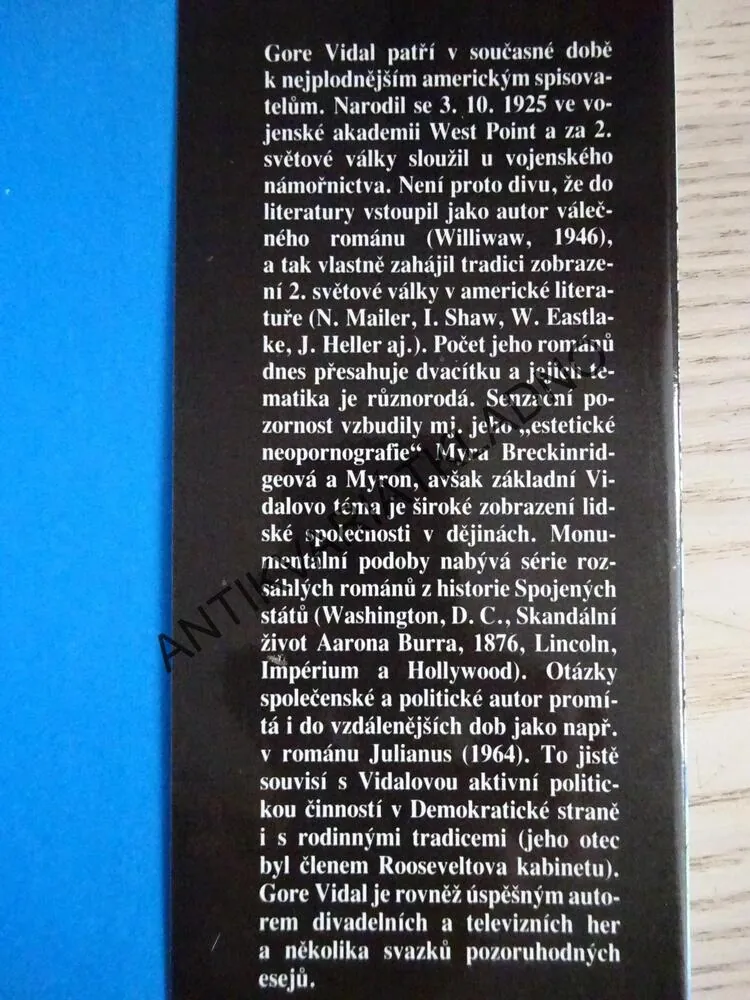 Gore Vidal patří v současné době
k nejplodnějším americkým spisova-
telům. Narodil se 3. 10. 1925 ve vo-
jenské akademii West Point a za 2.
světové války sloužil u vojenského
námořnictva. Není proto divu, že do
literatury vstoupil jako autor váleč-
ného románu (Williwaw, 1946),
a tak vlastně zahájil tradici zobraze-
ní 2. světové války v americké litera-
tuře (N. Mailer, I. Shaw, W. Eastla-
ke, J. Heller aj.). Počet jeho románů
dnes přesahuje dvacítku a jejich te-
matika je různorodá. Senzační po-
zornost vzbudily mj. jeho „estetické
neopornografie“ Myra Breckinrid-
geová a Myron, avšak základní Vi-
dalovo téma je široké zobrazení lid-
ské společnosti v dějinách. Monu-
mentální podoby nabývá série roz-
sáhlých románů z historie Spojených
států (Washington, D. C., Skandální
život Aarona Burra, 1876, Lincoln,
Impérium a Hollywood). Otázky
společenské a politické autor promí-
tá i do vzdálenějších dob jako např.
v románu Julianus (1964). To jistě
souvisí s Vidalovou aktivní politic-
kou činností v Demokratické straně
i s rodinnými tradicemi (jeho otec
byl členem Rooseveltova kabinetu).
Gore Vidal je rovněž úspěšným auto-
rem divadelních a televizních her
a několika svazků pozoruhodných
esejů.
ANTIKVARIATKLADNO